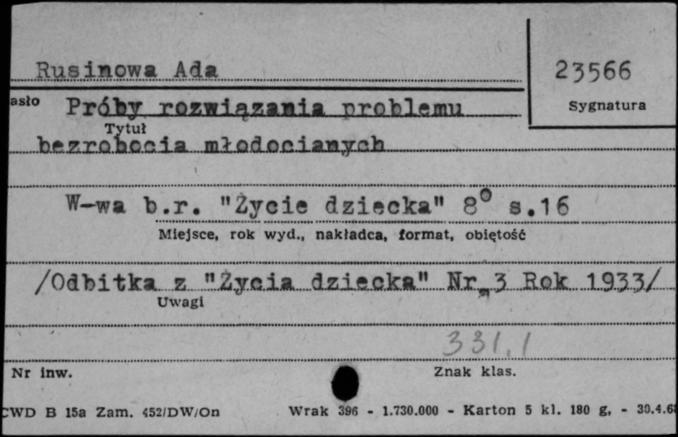 Rusinowa Ada
23566
asło
Sygnatura
Próby rozwiązania problemu
Tytuł
bezrobocia młodocianych
W-wa b.r. "Życie dziecka" 8° s.16
Miejsce, rok wyd., nakładca, format, objętość
/Odbitka z "Życia dziecka" Nr 3 Rok 1933/
Uwagi
331.1
Nr inw.
Znak klas.
CWD B 15a Zam. 452/DW/On Wrak 396 - 1.730.000 - Karton 5 kl. 180 g. - 30.4.6